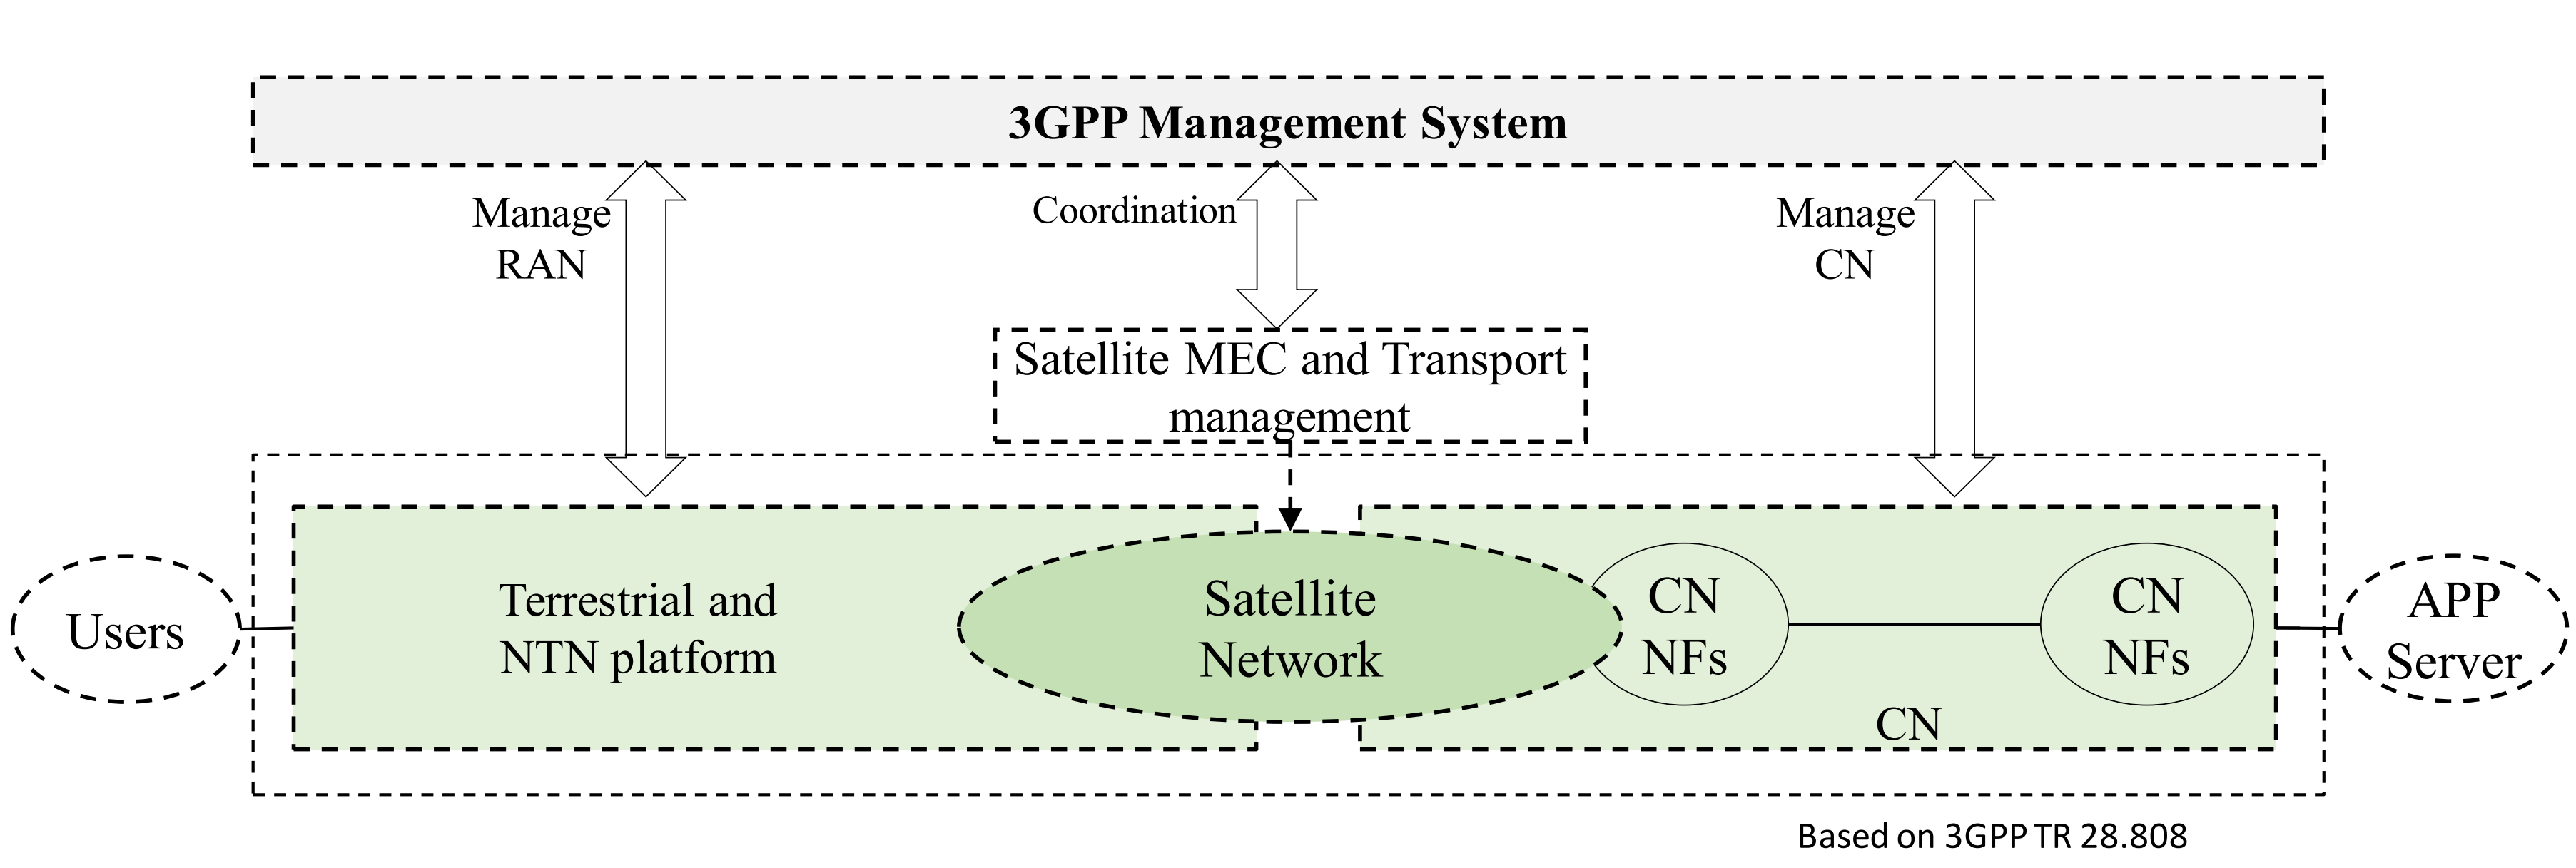 3GPP Management System
Manage
RAN
Coordination
Manage
CN
Satellite MEC and Transport
management
Users
Terrestrial and
NTN platform
Satellite
Network
CN
NFs
CN
NFs
CN
APP
Server
Based on 3GPP TR 28.808